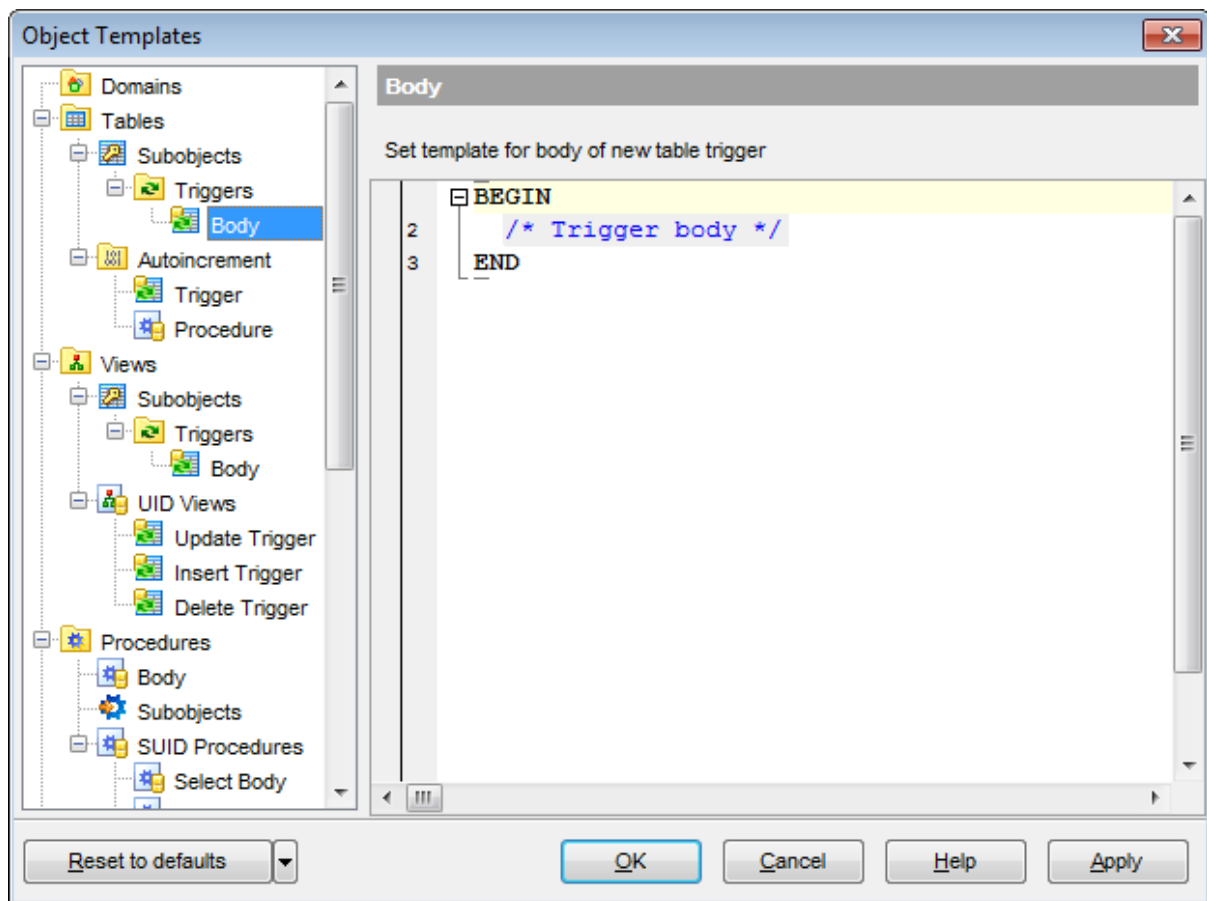 Object Templates
Domains
Tables
Subobjects
Triggers
Body
Autoincrement
Trigger
Procedure
Views
Subobjects
Triggers
Body
UID Views
Update Trigger
Insert Trigger
Delete Trigger
Procedures
Body
Subobjects
SUID Procedures
Select Body
Body
Set template for body of new table trigger
BEGIN
2 /* Trigger body */
3 END
Reset to defaults
OK
Cancel
Help
Apply